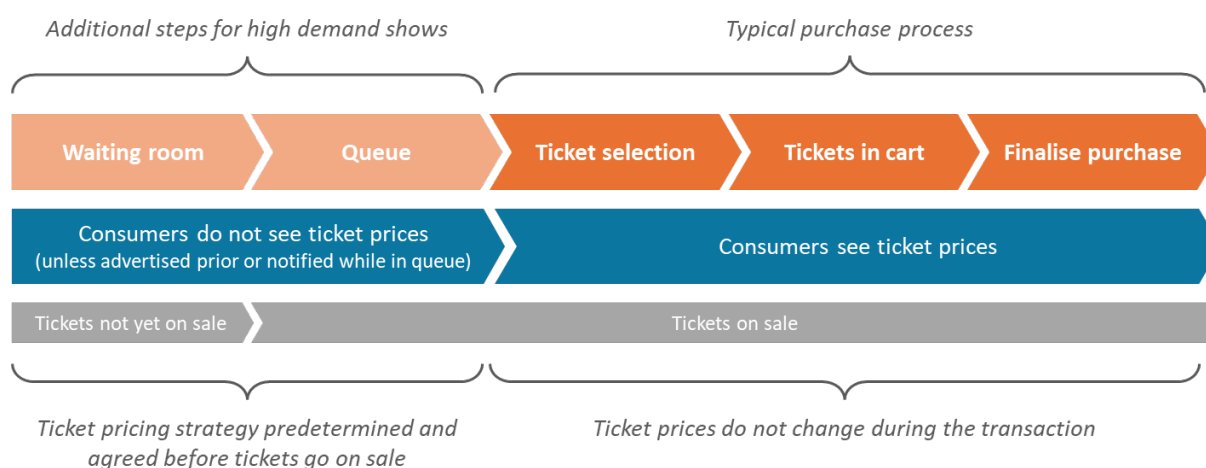 Additional steps for high demand shows
Typical purchase process
Waiting room
Queue
Ticket selection
Tickets in cart
Finalise purchase
Consumers do not see ticket prices
(unless advertised prior or notified while in queue)
Consumers see ticket prices
Tickets not yet on sale
Tickets on sale
Ticket pricing strategy predetermined and
agreed before tickets go on sale
Ticket prices do not change during the transaction